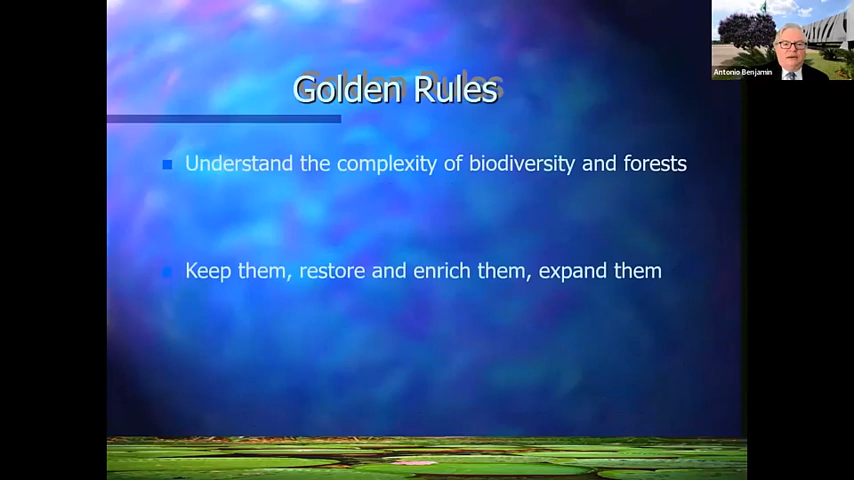 Antonio Benjamin
Golden Rules
Understand the complexity of biodiversity and forests
Keep them, restore and enrich them, expand them